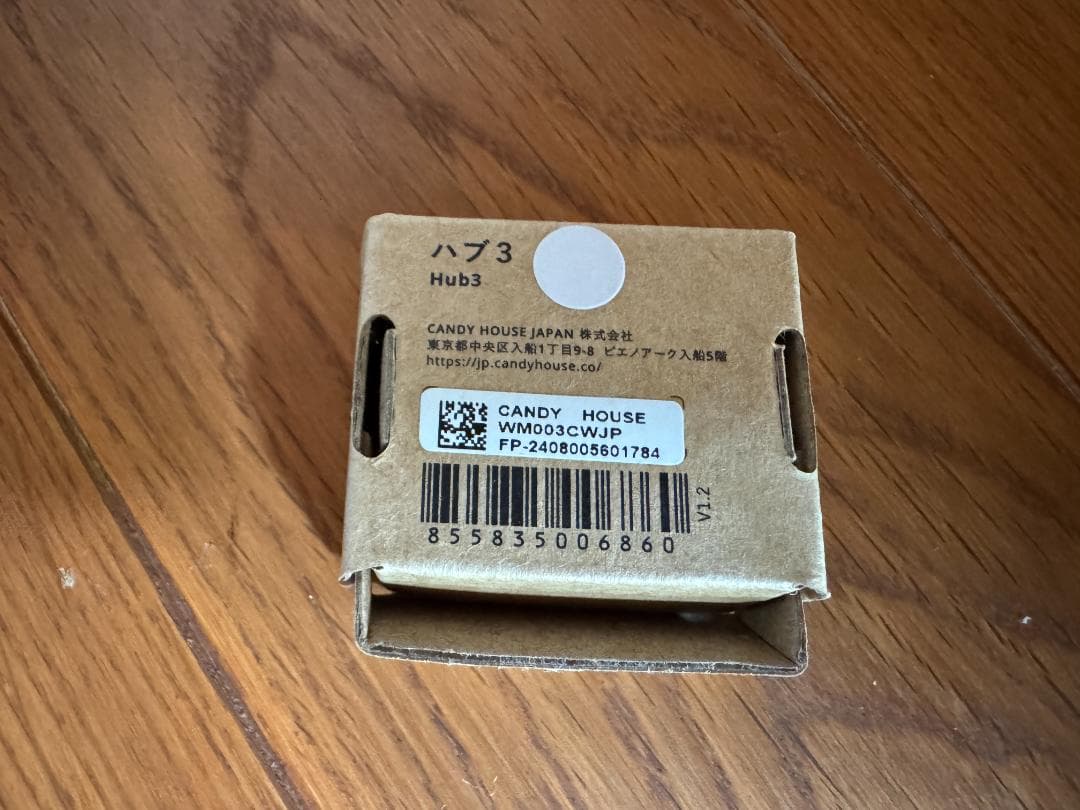 ハブ3
Hub3
CANDY HOUSE JAPAN 株式会社
東京都中央区入船1丁目9-8 ピエノアーク入船5階
https://jp.candyhouse.co/
CANDY HOUSE
WM003CWJP
FP-2408005601784
855835006860
V1.2